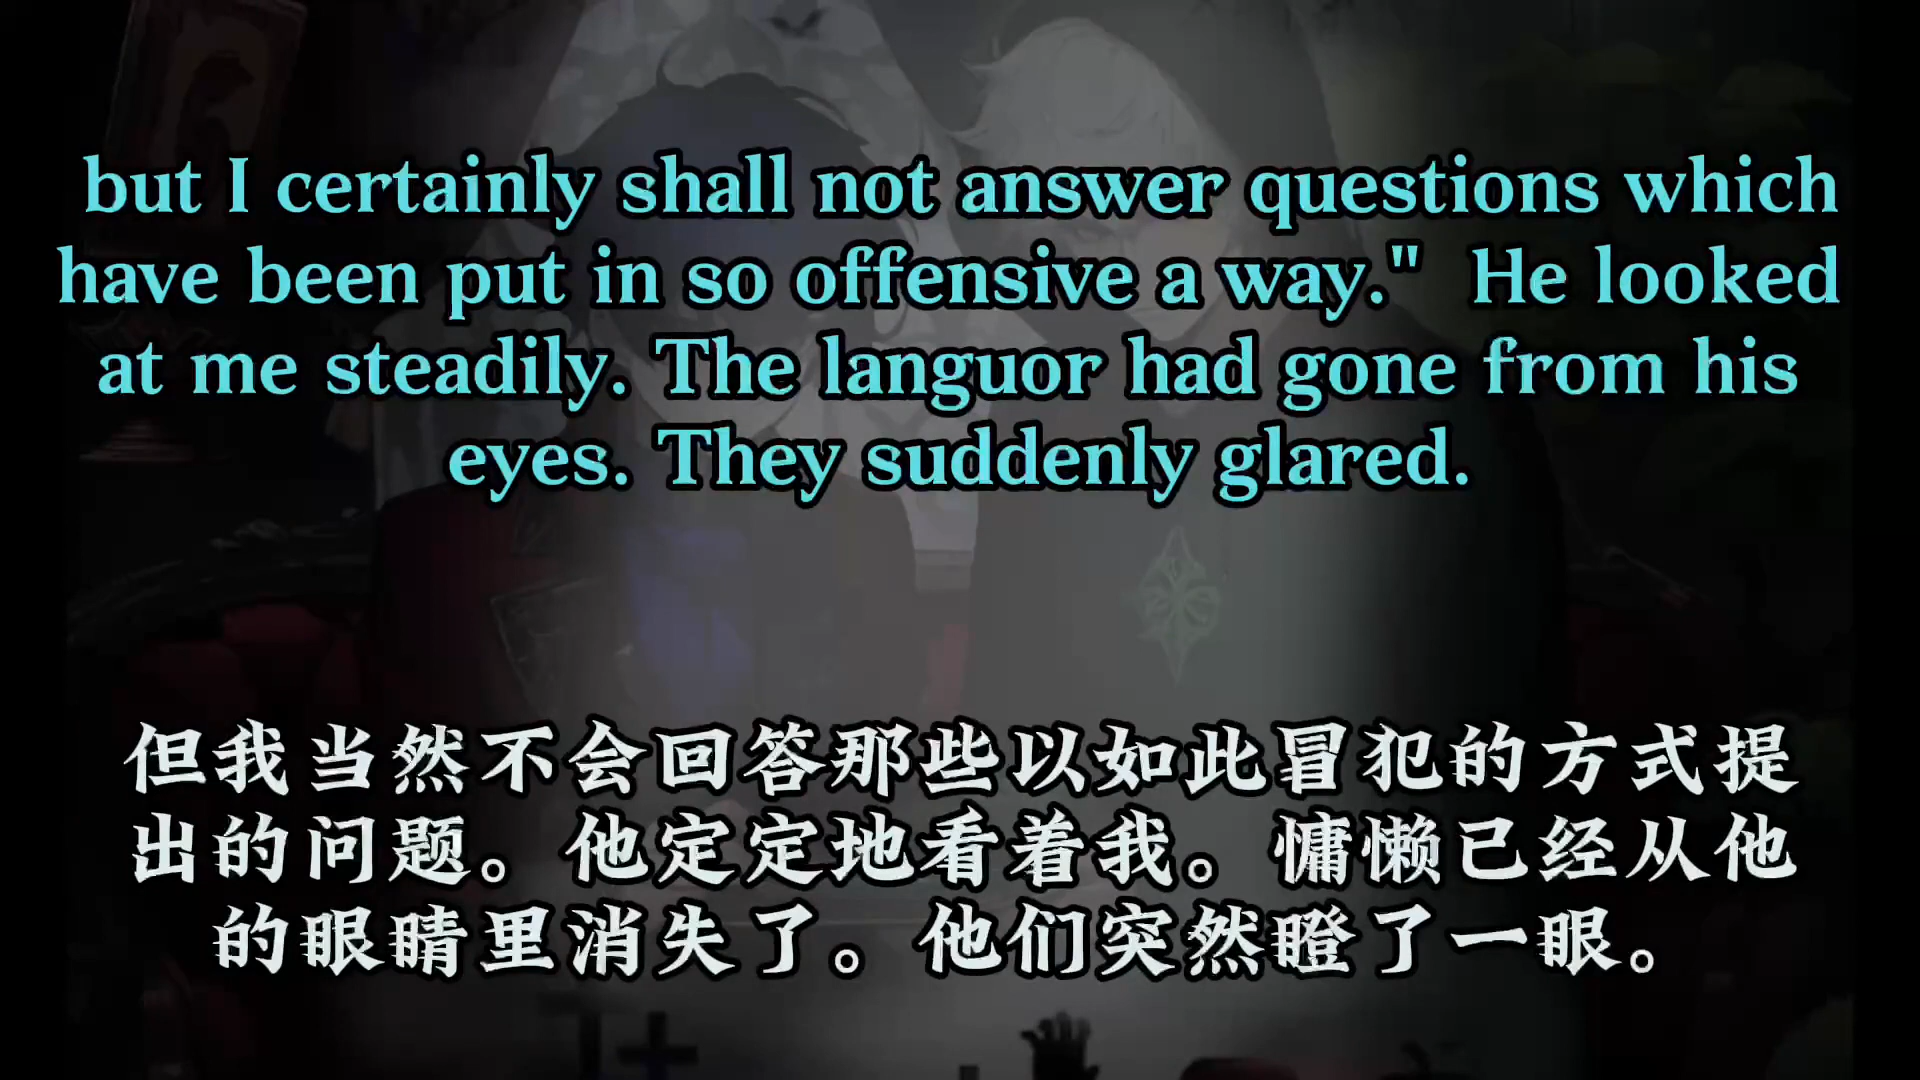 but I certainly shall not answer questions which
have been put in so offensive a way." He looked
at me steadily. The languor had gone from his
eyes. They suddenly glared.
但我当然不会回答那些以如此冒犯的方式提
出的问题。他定定地看着我。慵懒已经从他
的眼睛里消失了。他们突然瞪了一眼。